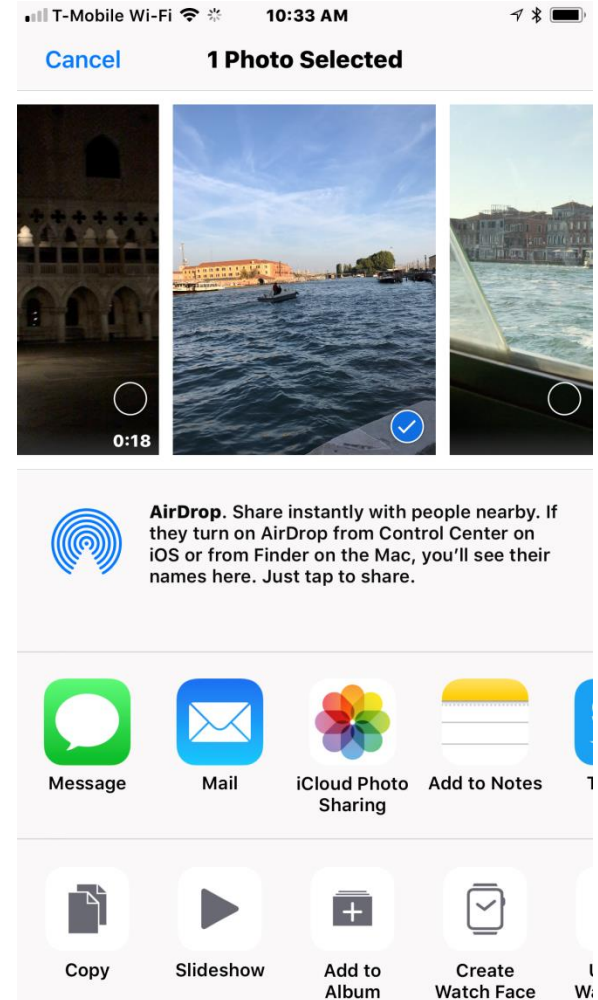 T-Mobile Wi-Fi 10:33 AM
Cancel 1 Photo Selected
0:18
AirDrop. Share instantly with people nearby. If
they turn on AirDrop from Control Center on
iOS or from Finder on the Mac, you’ll see their
names here. Just tap to share.
Message Mail iCloud Photo Add to Notes
Sharing
Copy Slideshow Add to Create
Album Watch Face